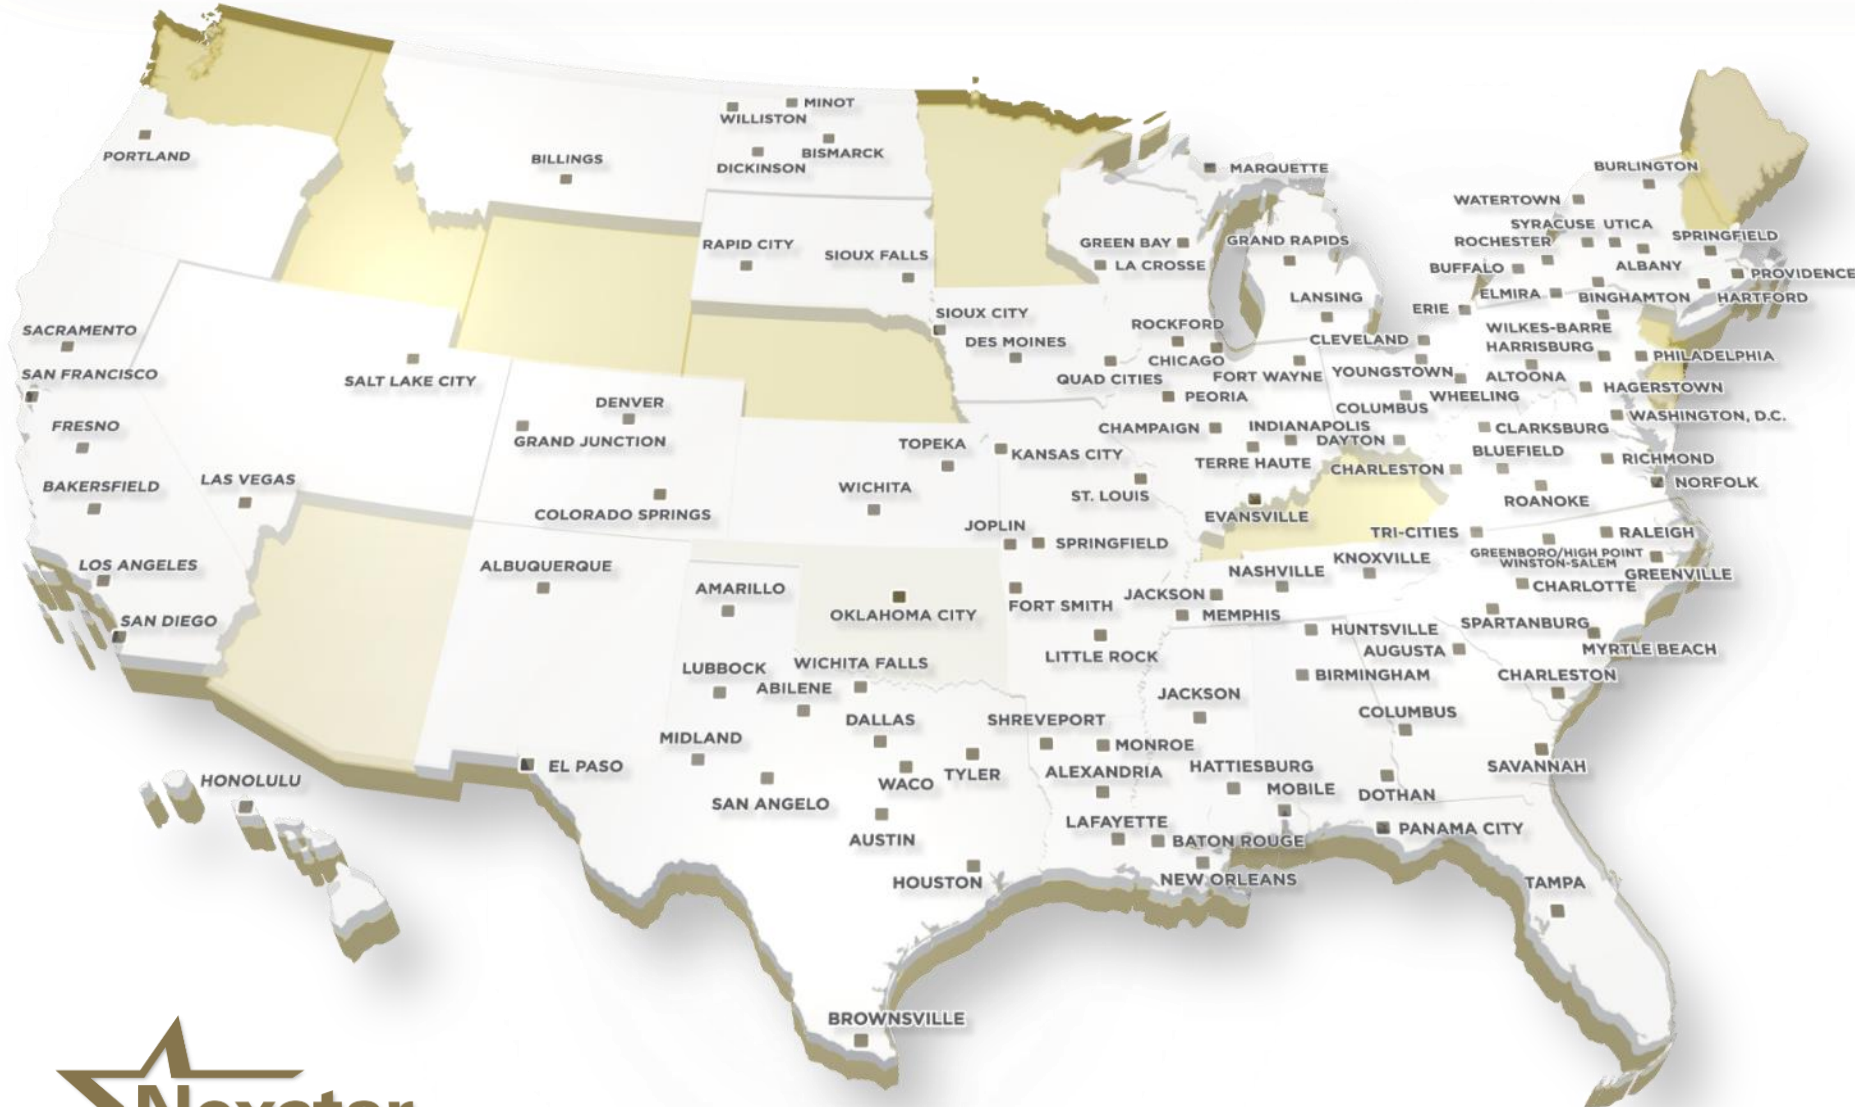 MINOT
WILLISTON
BISMARCK
DICKINSON
PORTLAND
BILLINGS
MARQUETTE
BURLINGTON
WATERTOWN
SYRACUSE UTICA
ROCHESTER
SPRINGFIELD
RAPID CITY
SIOUX FALLS
GREEN BAY
GRAND RAPIDS
LA CROSSE
BUFFALO
ALBANY
PROVIDENCE
ELMIRA
BINGHAMTON
HARTFORD
LANSING
ERIE
SIOUX CITY
ROCKFORD
WILKES-BARRE
SACRAMENTO
DES MOINES
CLEVELAND
HARRISBURG
CHICAGO
PHILADELPHIA
SAN FRANCISCO
SALT LAKE CITY
QUAD CITIES
FORT WAYNE
YOUNGSTOWN
ALTOONA
HAGERSTOWN
DENVER
PEORIA
COLUMBUS
WHEELING
WASHINGTON, D.C.
FRESNO
GRAND JUNCTION
TOPEKA
CHAMPAIGN
INDIANAPOLIS
DAYTON
CLARKSBURG
KANSAS CITY
TERRE HAUTE
CHARLESTON
BLUEFIELD
RICHMOND
BAKERSFIELD
LAS VEGAS
WICHITA
ST. LOUIS
NORFOLK
ROANOKE
COLORADO SPRINGS
EVANSVILLE
JOPLIN
SPRINGFIELD
TRI-CITIES
RALEIGH
LOS ANGELES
ALBUQUERQUE
KNOXVILLE
GREENBORO/HIGH POINT
WINSTON-SALEM
NASHVILLE
GREENVILLE
AMARILLO
CHARLOTTE
OKLAHOMA CITY
FORT SMITH
JACKSON
MEMPHIS
SAN DIEGO
SPARTANBURG
HUNTSVILLE
LITTLE ROCK
AUGUSTA
MYRTLE BEACH
LUBBOCK
WICHITA FALLS
BIRMINGHAM
CHARLESTON
ABILENE
JACKSON
COLUMBUS
DALLAS
SHREVEPORT
MIDLAND
MONROE
EL PASO
WACO
TYLER
ALEXANDRIA
HATTIESBURG
SAVANNAH
HONOLULU
SAN ANGELO
MOBILE
DOTHAN
LAFAYETTE
PANAMA CITY
AUSTIN
BATON ROUGE
HOUSTON
NEW ORLEANS
TAMPA
BROWNSVILLE
Nexstar